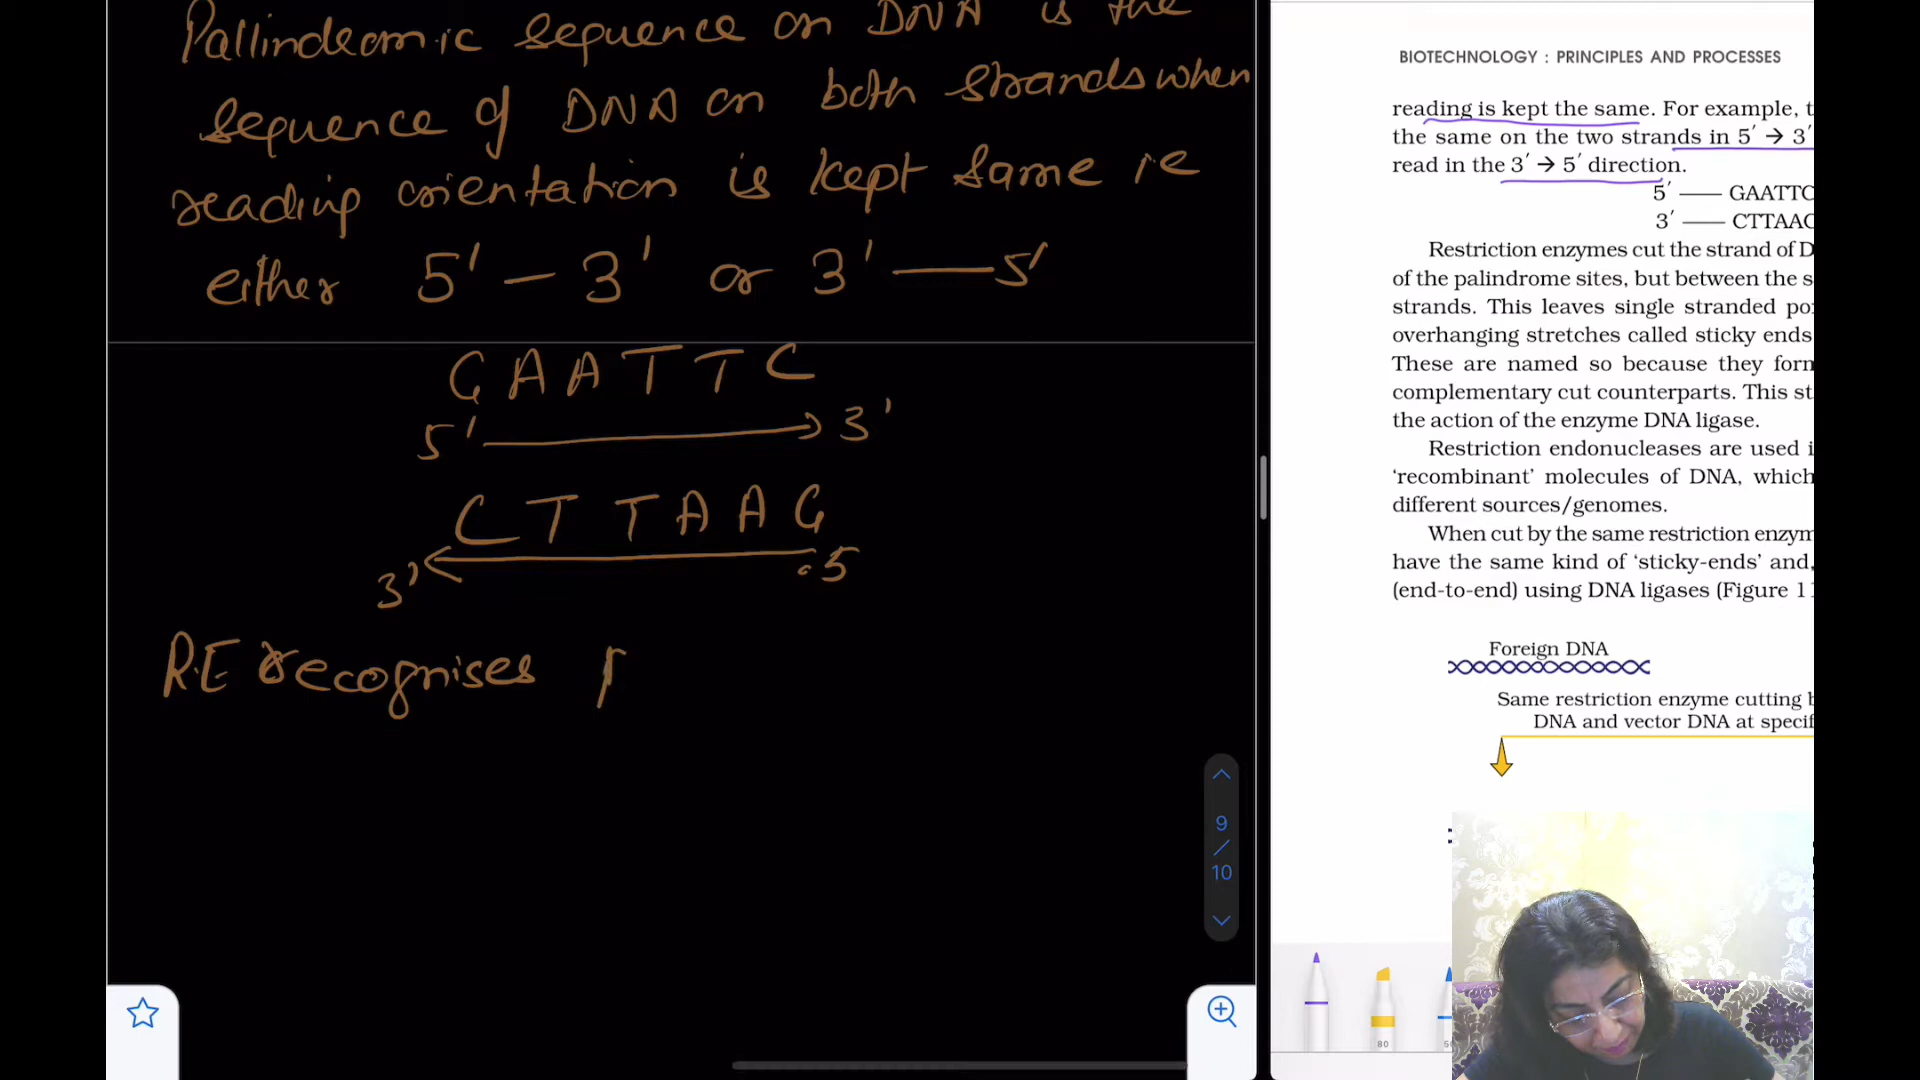 Pallindromic sequence on DNA is the
sequence of DNA on both strands when
reading orientation is kept same ie
either 5' - 3' or 3' — 5'
G A A T T C
5' → 3'
C T T A A G
3' ← 5
RE recognises p
9
/
10
BIOTECHNOLOGY : PRINCIPLES AND PROCESSES
reading is kept the same. For example, t
the same on the two strands in 5′ → 3′
read in the 3′ → 5′ direction.
5′ —— GAATTC
3′ —— CTTAAG
Restriction enzymes cut the strand of D
of the palindrome sites, but between the s
strands. This leaves single stranded po
overhanging stretches called sticky ends
These are named so because they form
complementary cut counterparts. This st
the action of the enzyme DNA ligase.
Restriction endonucleases are used i
‘recombinant’ molecules of DNA, which
different sources/genomes.
When cut by the same restriction enzym
have the same kind of ‘sticky-ends’ and,
(end-to-end) using DNA ligases (Figure 11
Foreign DNA
Same restriction enzyme cutting b
DNA and vector DNA at specif
80